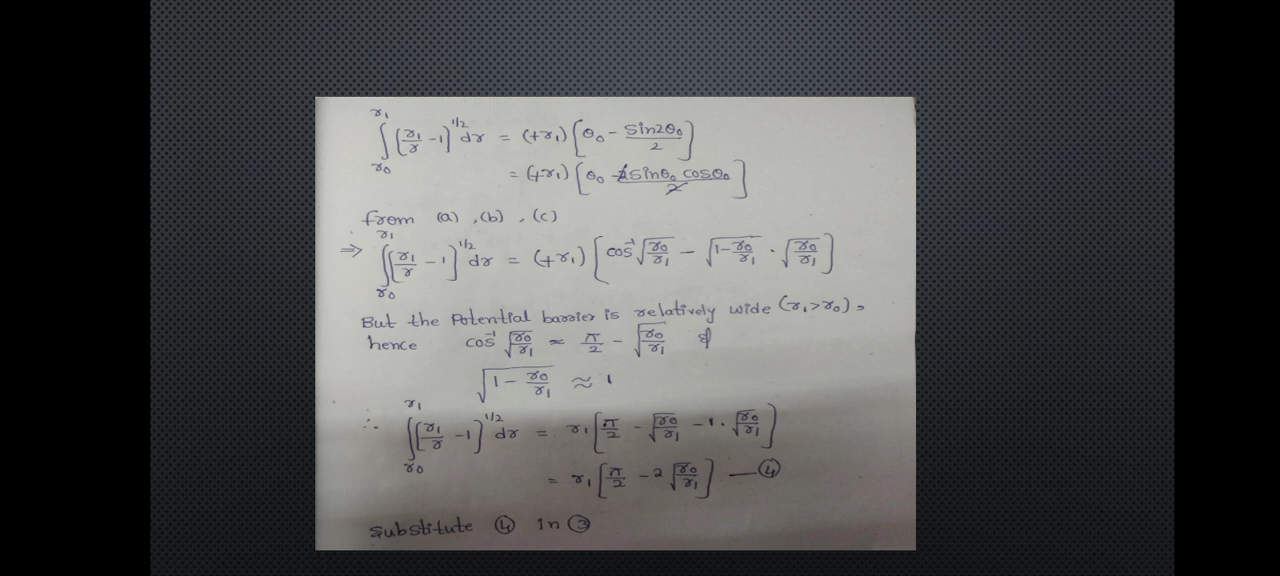 ∫_{r₀}^{r₁} [r₁/r - 1]^{1/2} dr = (+r₁) [θ₀ - Sin2θ₀/2]
= (+r₁) [θ₀ - 2sinθ₀ cosθ₀/2]
from (a), (b), (c)
⇒ ∫_{r₀}^{r₁} [r₁/r - 1]^{1/2} dr = (+r₁) [cos⁻¹√(r₀/r₁) - √(1-r₀/r₁) · √(r₀/r₁)]
But the Potential barrier is relatively wide (r₁>r₀),
hence cos⁻¹ √(r₀/r₁) ≈ π/2 - √(r₀/r₁) &
√(1 - r₀/r₁) ≈ 1
∴ ∫_{r₀}^{r₁} [r₁/r - 1]^{1/2} dr = r₁ [π/2 - √(r₀/r₁) - 1 · √(r₀/r₁)]
= r₁ [π/2 - 2√(r₀/r₁)] — ④
Substitute ④ in ③